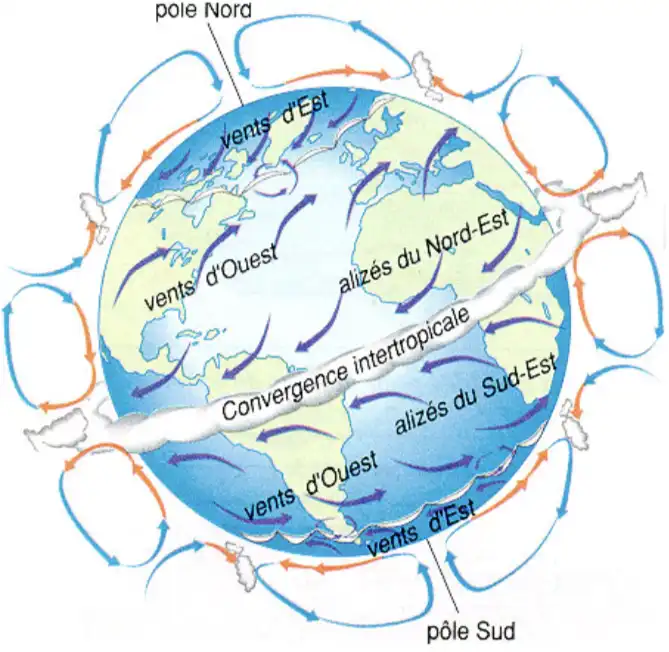 pôle Nord
vents d'Est
alizés du Nord-Est
vents d'Ouest
Convergence intertropicale
alizés du Sud-Est
vents d'Ouest
vents d'Est
pôle Sud